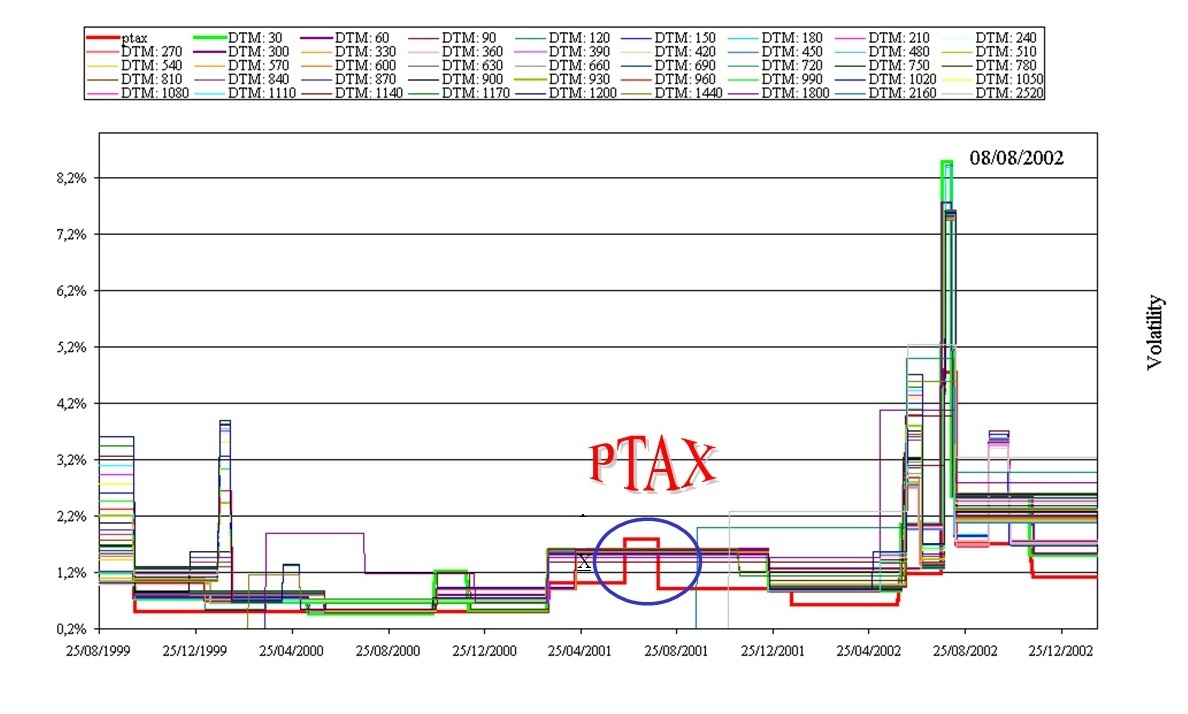 ptax DTM: 30 DTM: 60 DTM: 90 DTM: 120 DTM: 150 DTM: 180 DTM: 210 DTM: 240
DTM: 270 DTM: 300 DTM: 330 DTM: 360 DTM: 390 DTM: 420 DTM: 450 DTM: 480 DTM: 510
DTM: 540 DTM: 570 DTM: 600 DTM: 630 DTM: 660 DTM: 690 DTM: 720 DTM: 750 DTM: 780
DTM: 810 DTM: 840 DTM: 870 DTM: 900 DTM: 930 DTM: 960 DTM: 990 DTM: 1020 DTM: 1050
DTM: 1080 DTM: 1110 DTM: 1140 DTM: 1170 DTM: 1200 DTM: 1440 DTM: 1800 DTM: 2160 DTM: 2520
08/08/2002
8,2%
7,2%
6,2%
5,2%
4,2%
3,2%
2,2%
1,2%
0,2%
Volatility
PTAX
X
25/08/1999 25/12/1999 25/04/2000 25/08/2000 25/12/2000 25/04/2001 25/08/2001 25/12/2001 25/04/2002 25/08/2002 25/12/2002